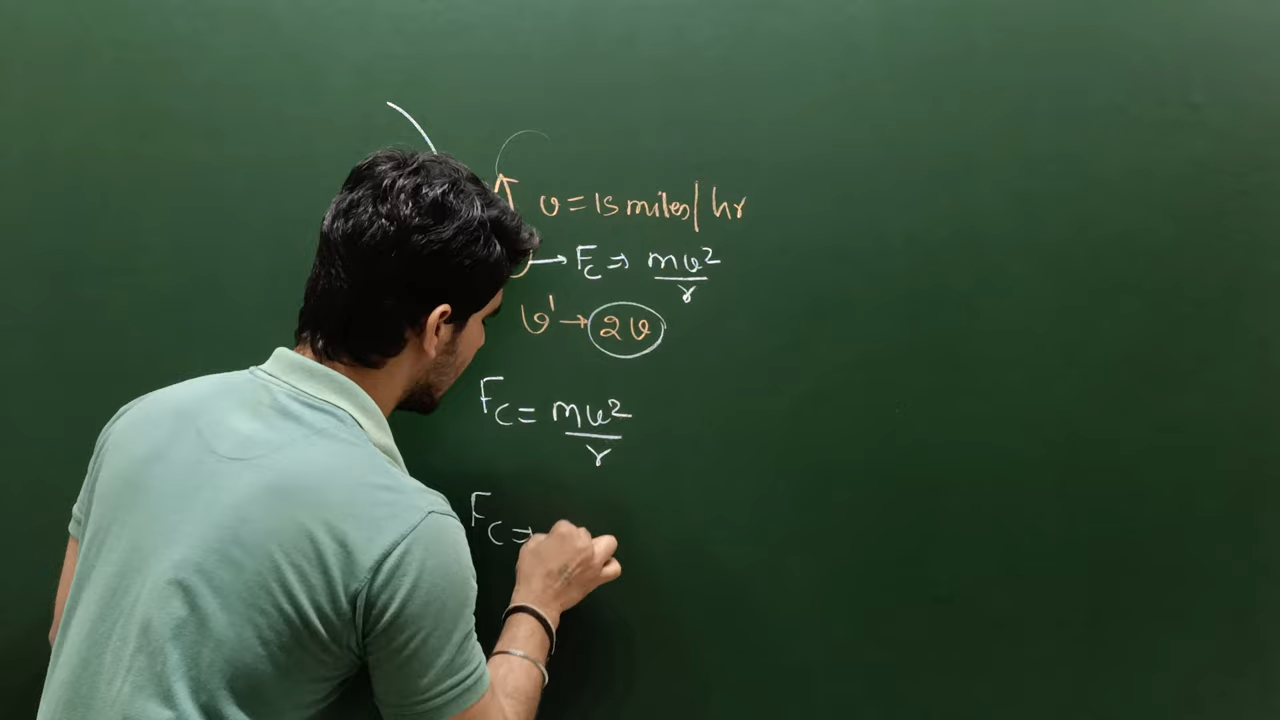 v = 15 miles/hr
→ Fc ⇒ mv²/r
v' → 2v
Fc = mv²/r
Fc ⇒